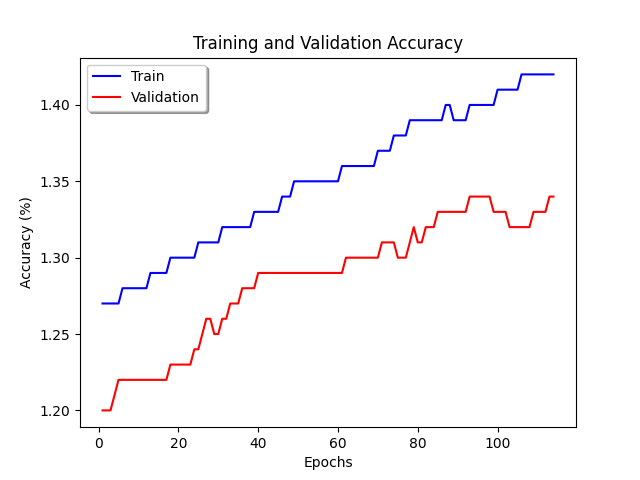 Training and Validation Accuracy
Train
Validation
1.40
1.35
1.30
1.25
1.20
Accuracy (%)
0 20 40 60 80 100
Epochs